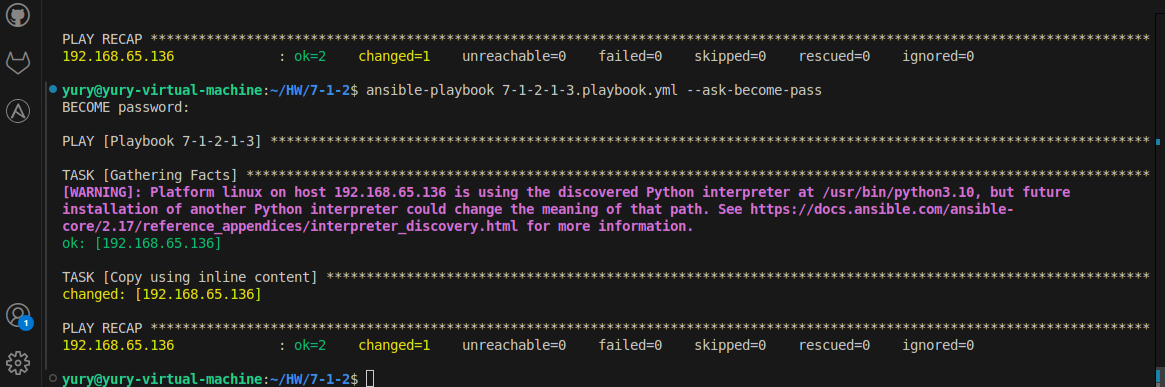 PLAY RECAP *****************************************************************************************************************************
192.168.65.136 : ok=2 changed=1 unreachable=0 failed=0 skipped=0 rescued=0 ignored=0
yury@yury-virtual-machine:~/HW/7-1-2$ ansible-playbook 7-1-2-1-3.playbook.yml --ask-become-pass
BECOME password:
PLAY [Playbook 7-1-2-1-3] **************************************************************************************************************
TASK [Gathering Facts] *****************************************************************************************************************
[WARNING]: Platform linux on host 192.168.65.136 is using the discovered Python interpreter at /usr/bin/python3.10, but future
installation of another Python interpreter could change the meaning of that path. See https://docs.ansible.com/ansible-
core/2.17/reference_appendices/interpreter_discovery.html for more information.
ok: [192.168.65.136]
TASK [Copy using inline content] *******************************************************************************************************
changed: [192.168.65.136]
PLAY RECAP *****************************************************************************************************************************
192.168.65.136 : ok=2 changed=1 unreachable=0 failed=0 skipped=0 rescued=0 ignored=0
1
yury@yury-virtual-machine:~/HW/7-1-2$